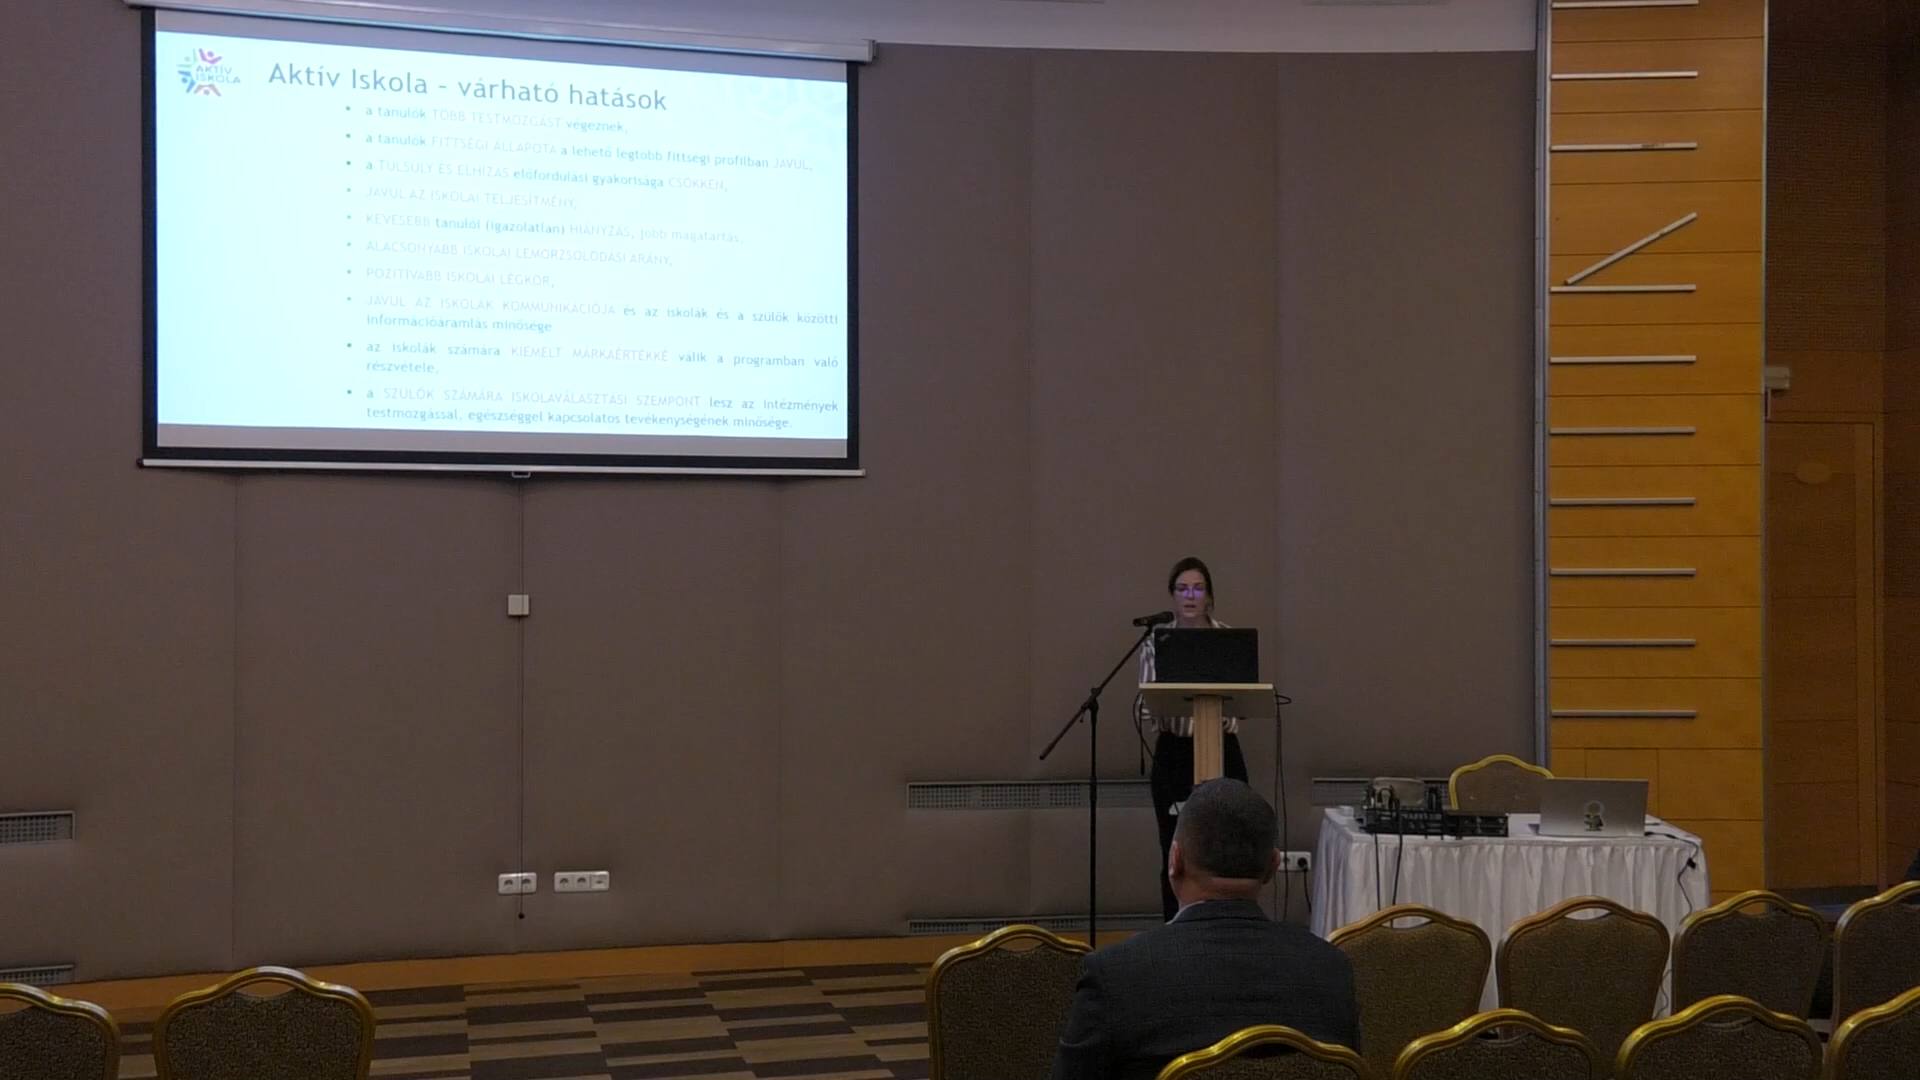 AKTÍV
ISKOLA
Aktív Iskola - várható hatások
• a tanulók TÖBB TESTMOZGÁST végeznek,
• a tanulók FITTSÉGI ÁLLAPOTA a lehető legtöbb fittségi profilban JAVUL,
• a TÚLSÚLY ÉS ELHÍZÁS előfordulási gyakorisága CSÖKKEN,
• JAVUL AZ ISKOLAI TELJESÍTMÉNY,
• KEVESEBB tanulói (igazolatlan) HIÁNYZÁS, jobb magatartás,
• ALACSONYABB ISKOLAI LEMORZSOLÓDÁSI ARÁNY,
• POZITÍVABB ISKOLAI LÉGKÖR,
• JAVUL AZ ISKOLÁK KOMMUNIKÁCIÓJA és az iskolák és a szülők közötti
információáramlás minősége
• az iskolák számára KIEMELT MÁRKAÉRTÉKKÉ válik a programban való
részvétele,
• a SZÜLŐK SZÁMÁRA ISKOLAVÁLASZTÁSI SZEMPONT lesz az intézmények
testmozgással, egészséggel kapcsolatos tevékenységének minősége.